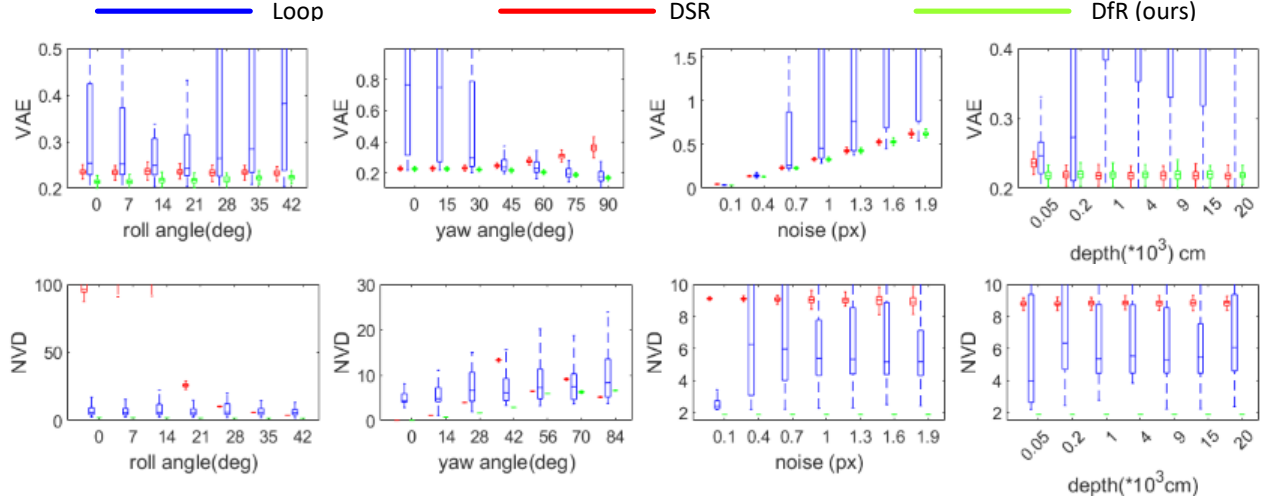 Loop DSR DfR (ours)
VAE 0.5 0.4 0.3 0.2
0 7 14 21 28 35 42
roll angle(deg)
VAE 1 0.8 0.6 0.4 0.2
0 15 30 45 60 75 90
yaw angle(deg)
VAE 1.5 1 0.5 0
0.1 0.4 0.7 1 1.3 1.6 1.9
noise (px)
VAE 0.4 0.3 0.2
0.05 0.2 1 4 9 15 20
depth(*10³) cm
NVD 100 50 0
0 7 14 21 28 35 42
roll angle(deg)
NVD 30 20 10 0
0 14 28 42 56 70 84
yaw angle(deg)
NVD 10 8 6 4 2
0.1 0.4 0.7 1 1.3 1.6 1.9
noise (px)
NVD 10 8 6 4 2
0.05 0.2 1 4 9 15 20
depth(*10³cm)